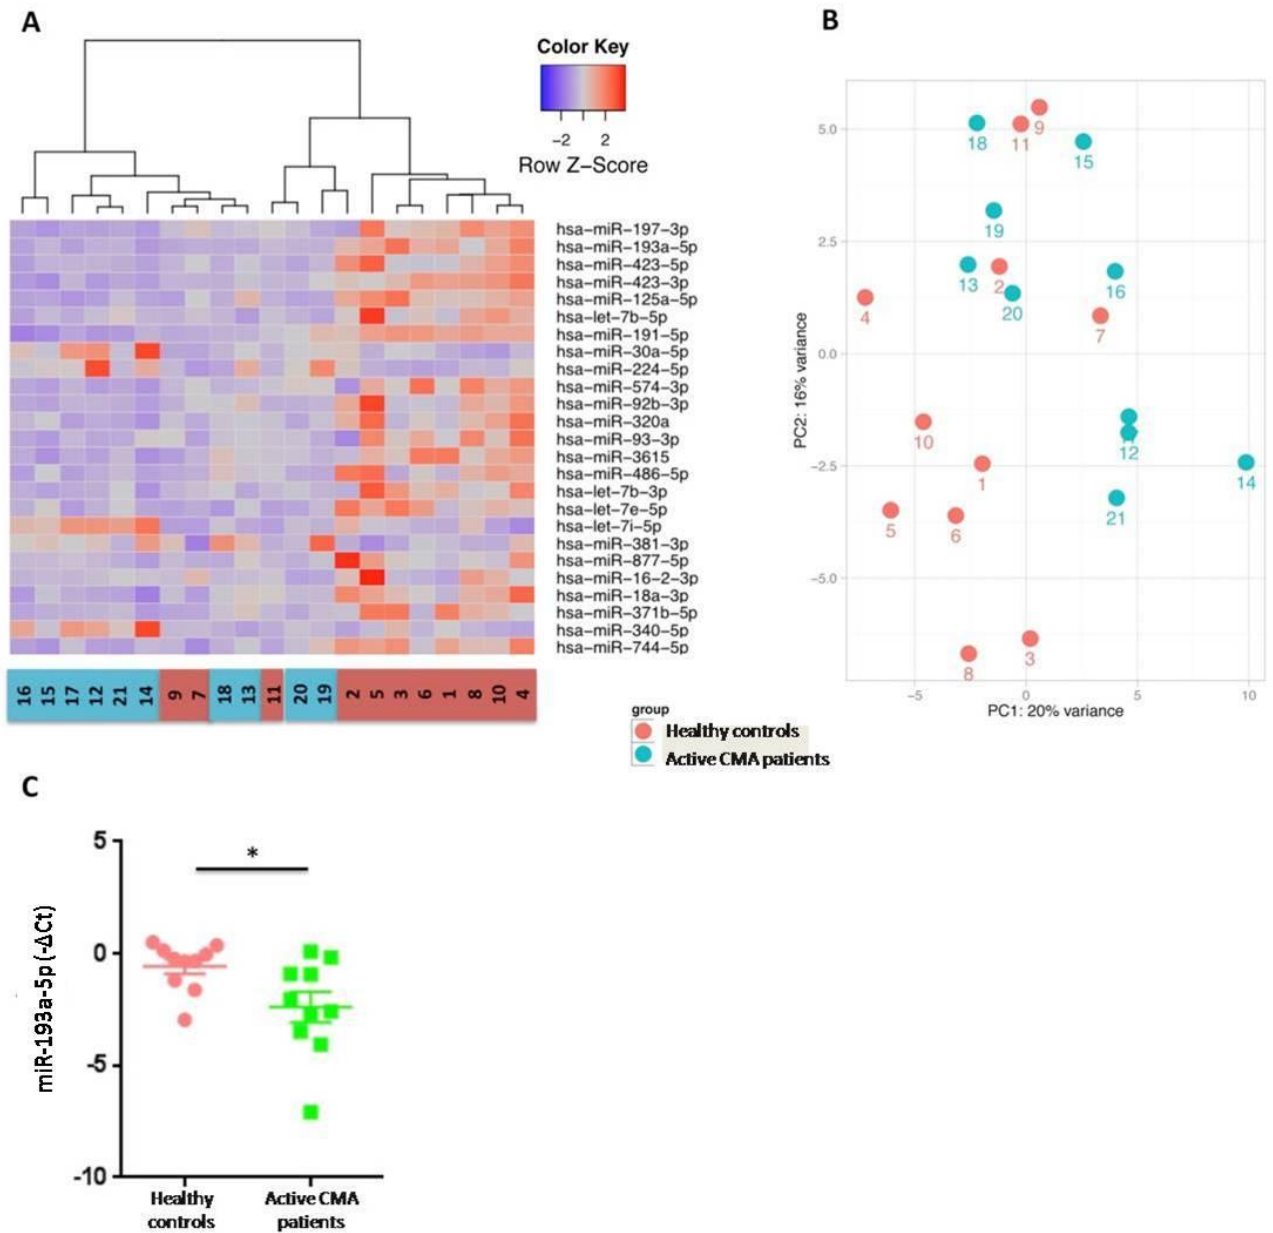 A
Color Key
−2 2
Row Z−Score
hsa−miR−197−3p
hsa−miR−193a−5p
hsa−miR−423−5p
hsa−miR−423−3p
hsa−miR−125a−5p
hsa−let−7b−5p
hsa−miR−191−5p
hsa−miR−30a−5p
hsa−miR−224−5p
hsa−miR−574−3p
hsa−miR−92b−3p
hsa−miR−320a
hsa−miR−93−3p
hsa−miR−3615
hsa−miR−486−5p
hsa−let−7b−3p
hsa−let−7e−5p
hsa−let−7i−5p
hsa−miR−381−3p
hsa−miR−877−5p
hsa−miR−16−2−3p
hsa−miR−18a−3p
hsa−miR−371b−5p
hsa−miR−340−5p
hsa−miR−744−5p
16 15 17 12 21 14 9 7 18 13 11 20 19 2 5 3 6 1 8 10 4
B
PC2: 16% variance
5.0
2.5
0.0
−2.5
−5.0
9
18 11
15
19
13 2
16
20
4
7
10
12
1
14
5
21
6
3
8
−5 0 5 10
PC1: 20% variance
group
Healthy controls
Active CMA patients
C
miR-193a-5p (-ΔCt)
5
0
-5
-10
*
Healthy controls
Active CMA patients